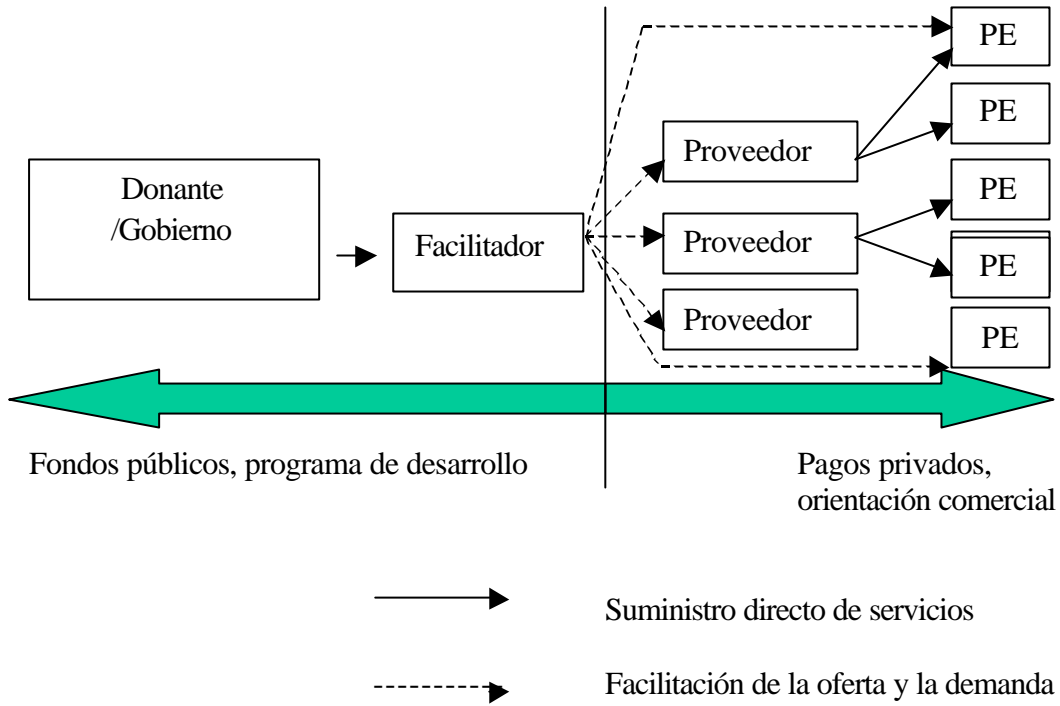 PE
PE
Proveedor
Donante
/Gobierno
PE
Facilitador
Proveedor
PE
Proveedor
PE
Fondos públicos, programa de desarrollo
Pagos privados,
orientación comercial
Suministro directo de servicios
Facilitación de la oferta y la demanda